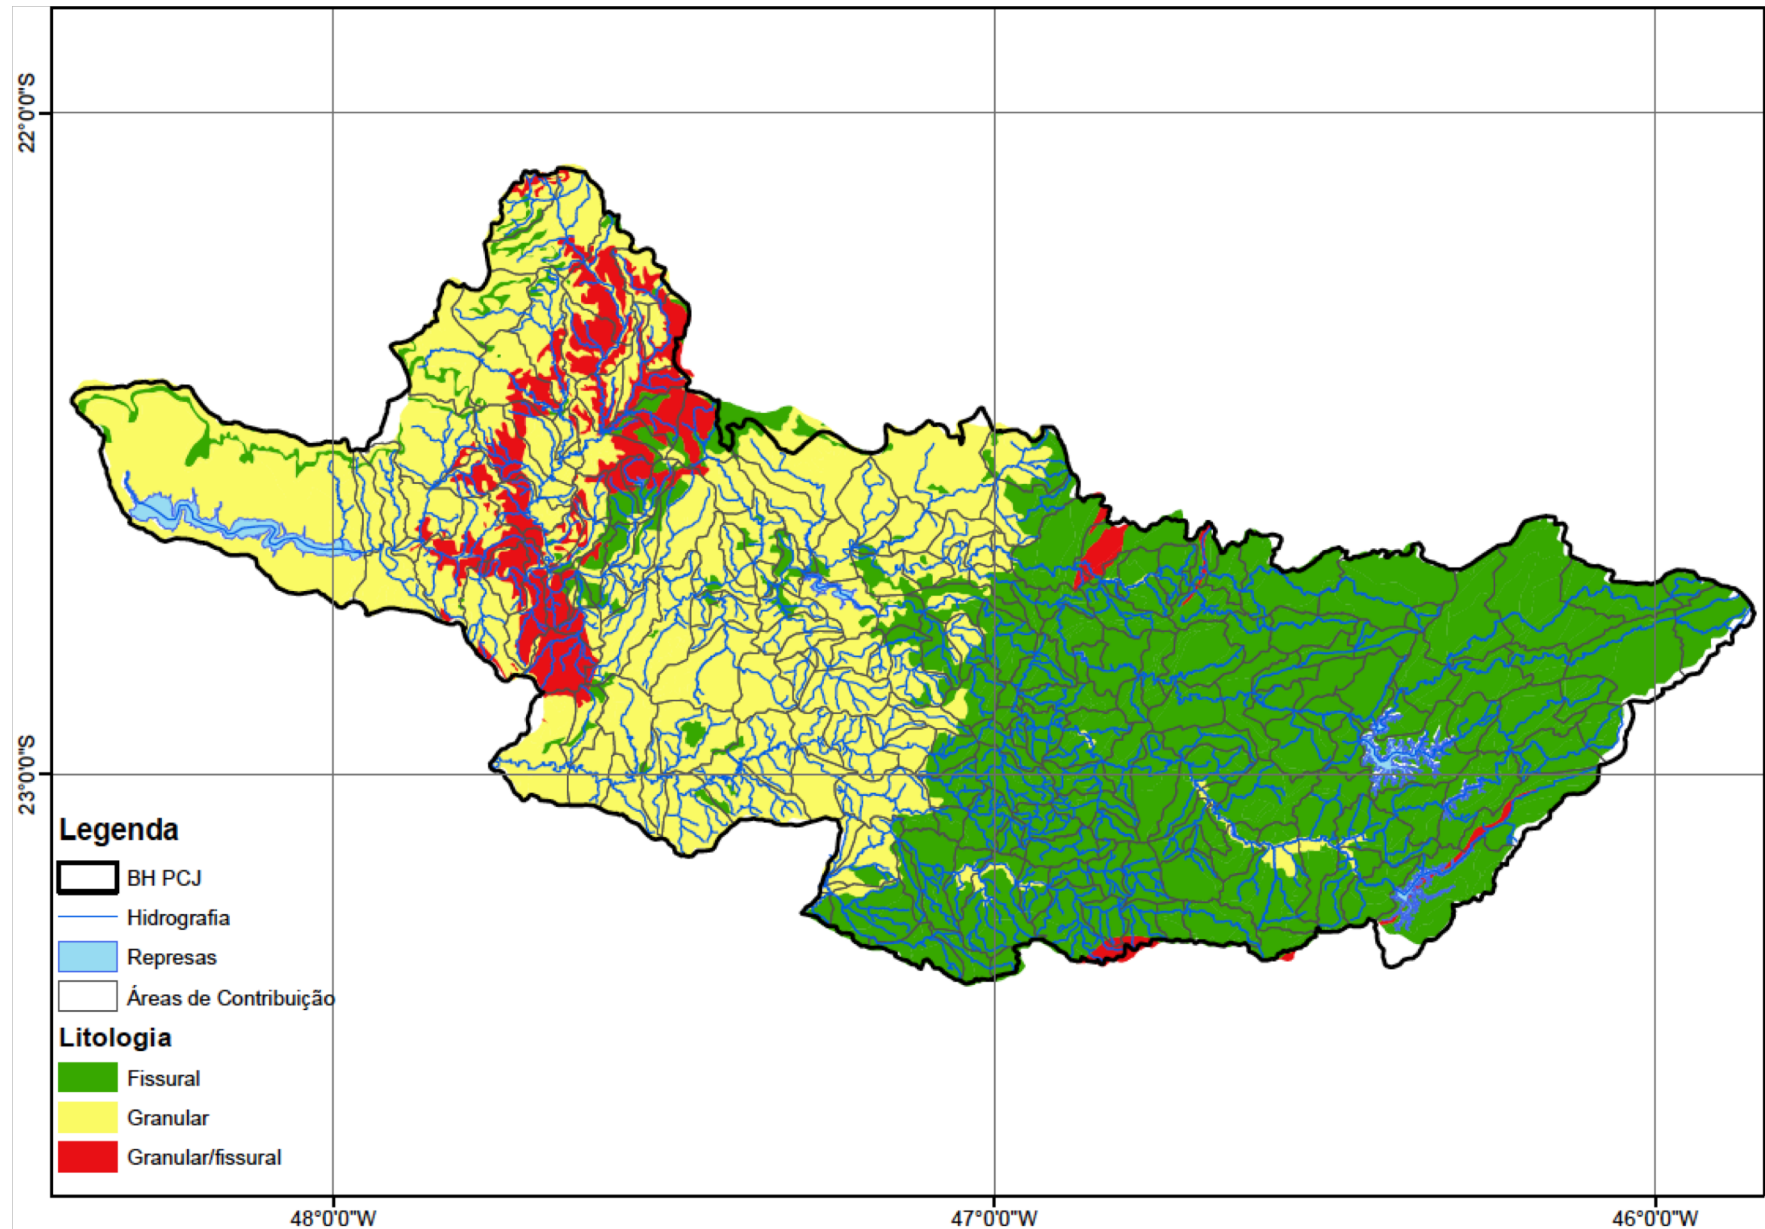 22°0'0"S
23°0'0"S
Legenda
BH PCJ
Hidrografia
Represas
Áreas de Contribuição
Litologia
Fissural
Granular
Granular/fissural
48°0'0"W
47°0'0"W
46°0'0"W